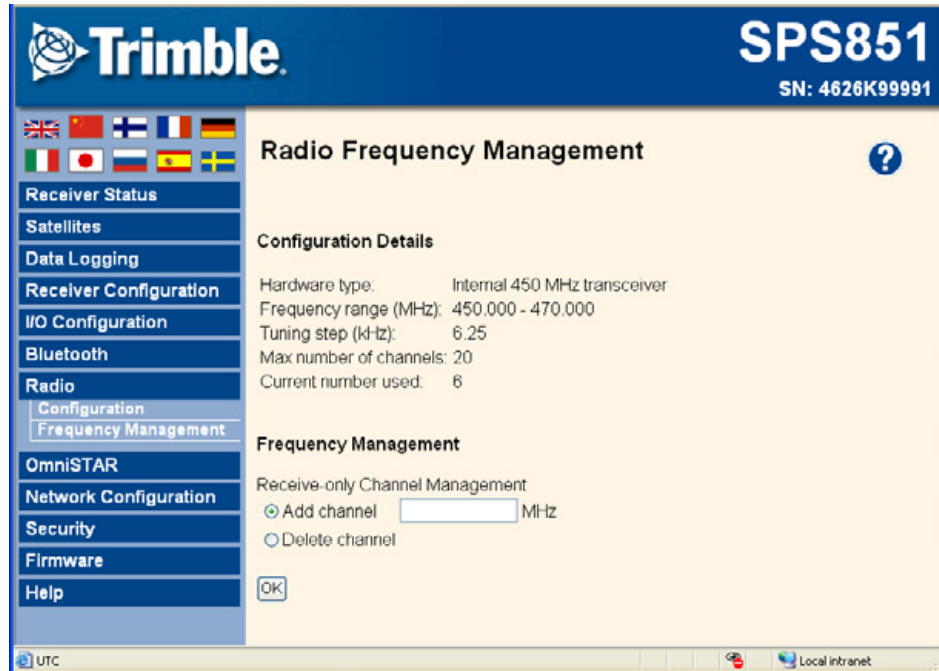 Trimble.
SPS851
SN: 4626K99991
Receiver Status
Satellites
Data Logging
Receiver Configuration
I/O Configuration
Bluetooth
Radio
Configuration
Frequency Management
OmniSTAR
Network Configuration
Security
Firmware
Help
Radio Frequency Management
?
Configuration Details
Hardware type: Internal 450 MHz transceiver
Frequency range (MHz): 450.000 - 470.000
Tuning step (kHz): 6.25
Max number of channels: 20
Current number used: 6
Frequency Management
Receive-only Channel Management
Add channel MHz
Delete channel
OK
UTC
Local intranet